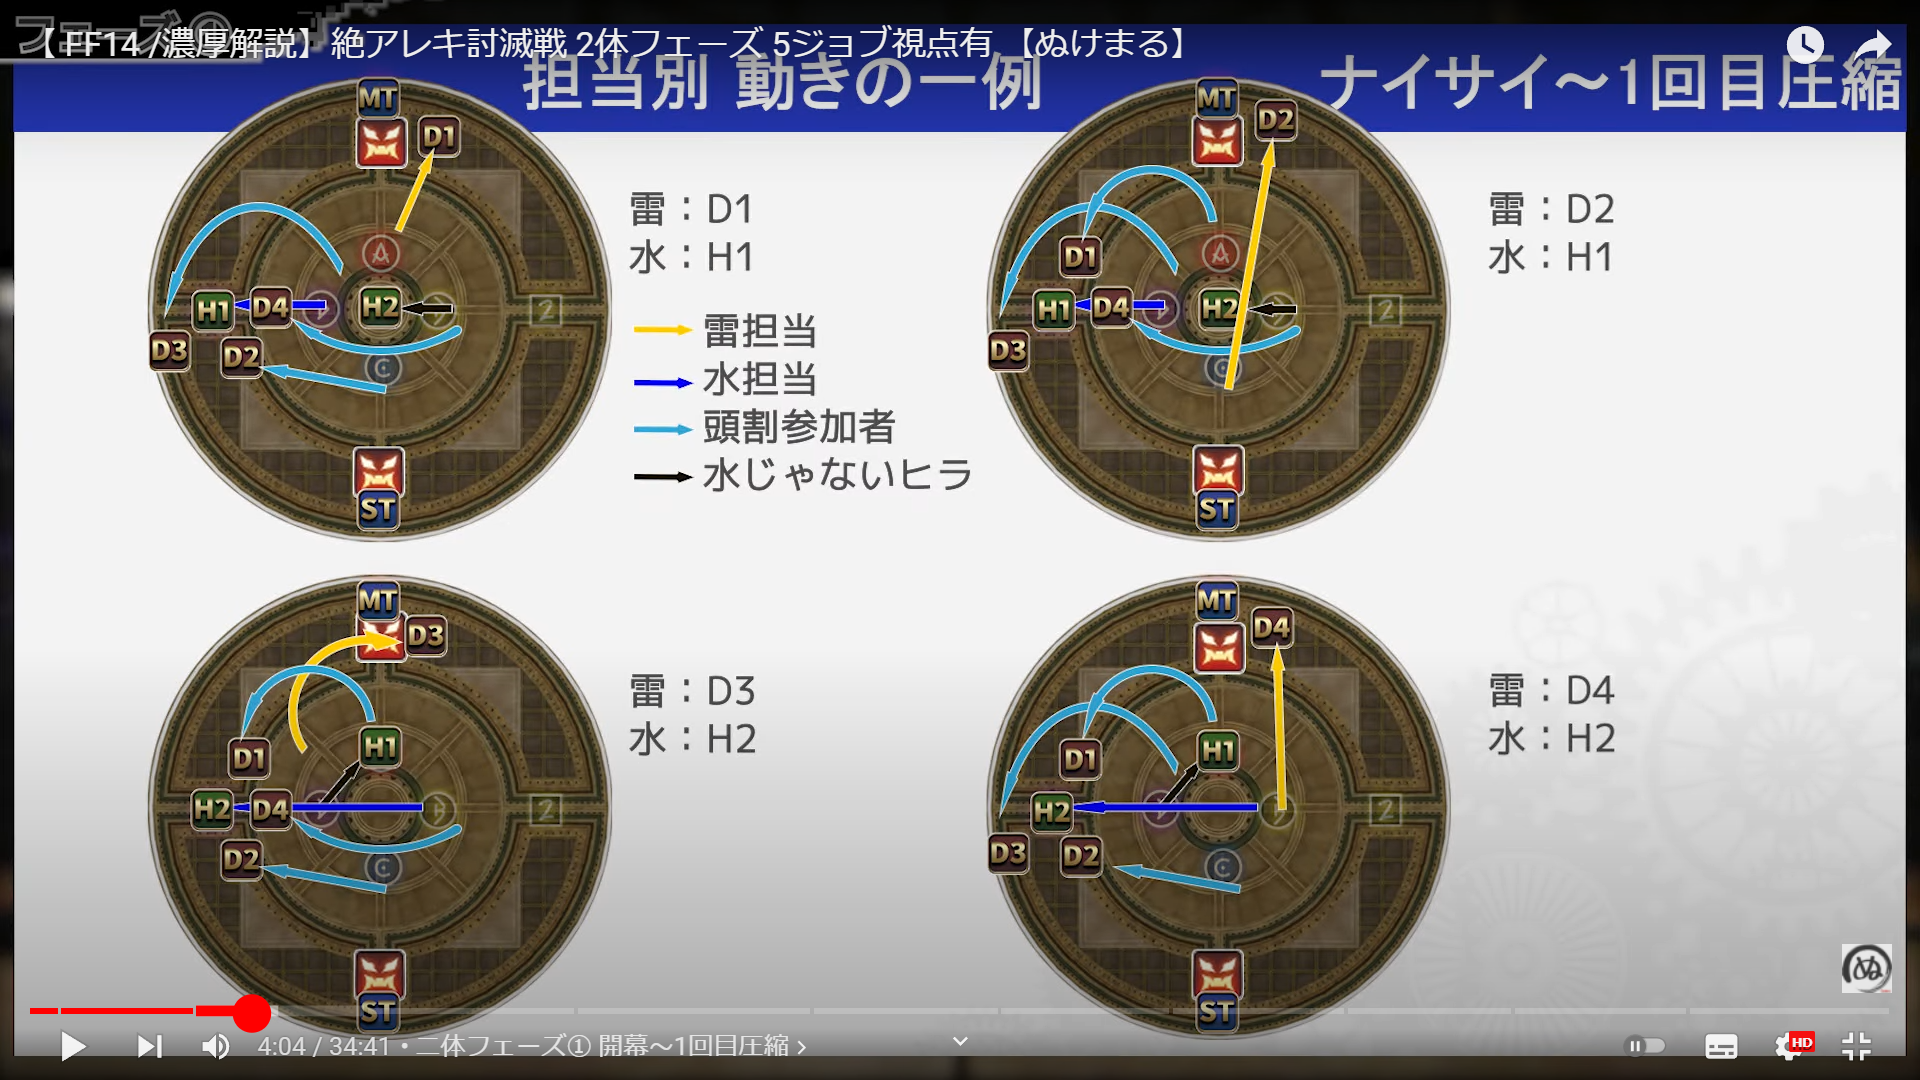 フェーズ①
【 FF14 /濃厚解説】絶アレキ討滅戦 2体フェーズ 5ジョブ視点有 【ぬけまる】
担当別 動きの一例
ナイサイ～1回目圧縮
MT
D1
A
H1
D4
H2
2
D3
D2
C
ST
雷：D1
水：H1
雷担当
水担当
頭割参加者
水じゃないヒラ
MT
D2
A
D1
H1
D4
H2
2
D3
C
ST
雷：D2
水：H1
MT
D3
D1
H1
H2
D4
B
2
D2
C
ST
雷：D3
水：H2
MT
D4
D1
H1
H2
2
D3
D2
C
ST
雷：D4
水：H2
ぬ
4:04 / 34:41・二体フェーズ① 開幕～1回目圧縮
HD